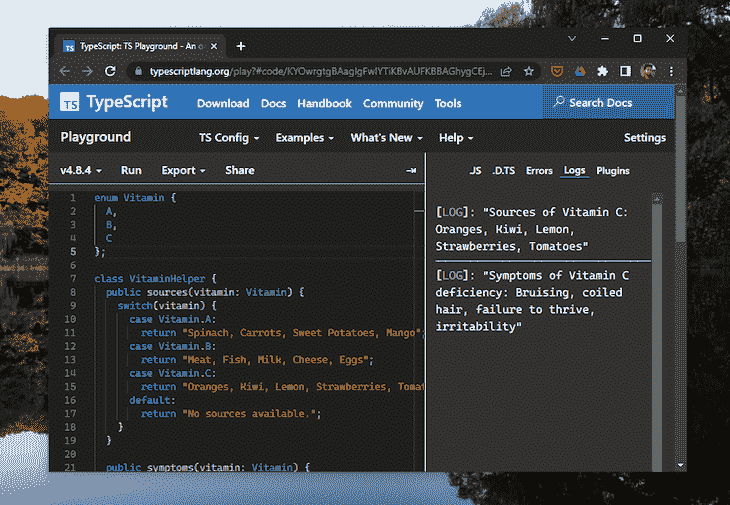 TS TypeScript: TS Playground - An o
typescriptlang.org/play?#code/
TS TypeScript
Download Docs Handbook Community Tools
Search Docs
Playground
TS Config Examples What's New Help
Settings
v4.8.4 Run Export Share
JS .D.TS Errors Logs Plugins
1 enum Vitamin {
2 A,
3 B,
4 C
5 };
6
7 class VitaminHelper {
8 public sources(vitamin: Vitamin) {
9 switch(vitamin) {
10 case Vitamin.A:
11 return "Spinach, Carrots, Sweet Potatoes, Mango";
12 case Vitamin.B:
13 return "Meat, Fish, Milk, Cheese, Eggs";
14 case Vitamin.C:
15 return "Oranges, Kiwi, Lemon, Strawberries, Tomat
16 default:
17 return "No sources available.";
18 }
19 }
20
21 public symptoms(vitamin: Vitamin) {
[LOG]: "Sources of Vitamin C:
Oranges, Kiwi, Lemon,
Strawberries, Tomatoes"
[LOG]: "Symptoms of Vitamin C
deficiency: Bruising, coiled
hair, failure to thrive,
irritability"